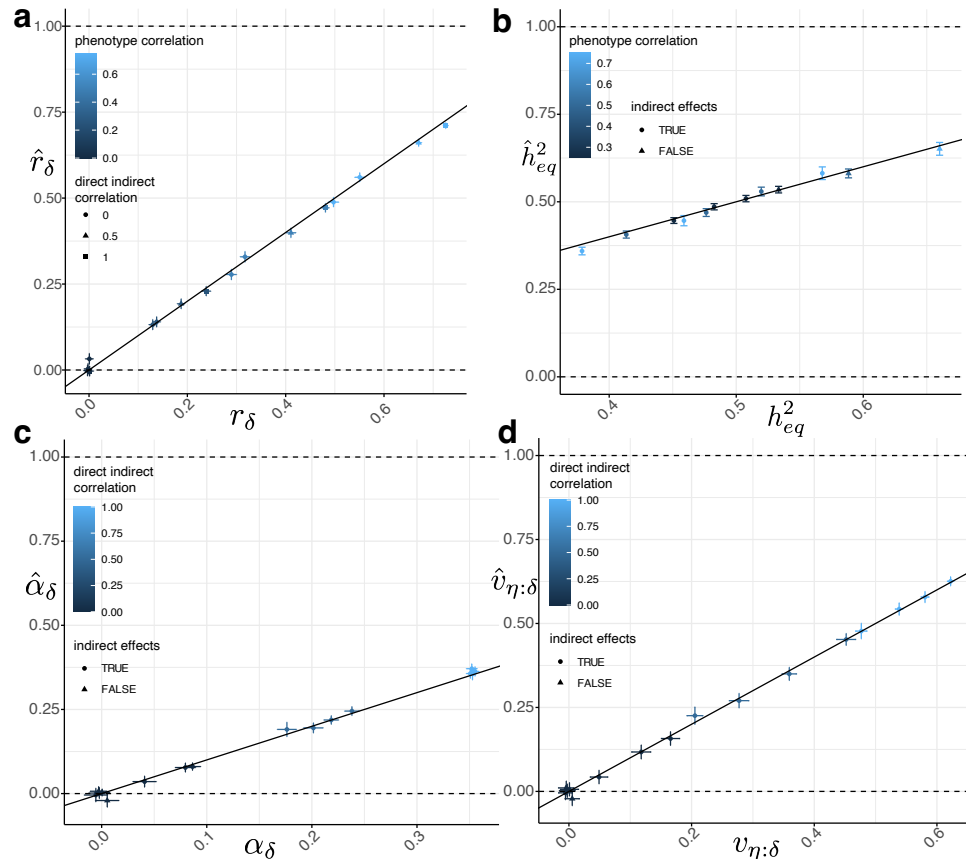 a
1.00
0.75
0.50
0.25
0.00
r̂δ
phenotype correlation
0.6
0.4
0.2
0.0
direct indirect
correlation
0
0.5
1
0.0
0.2
0.4
0.6
rδ
b
1.00
0.75
0.50
0.25
0.00
ĥ²eq
phenotype correlation
0.7
0.6
0.5
0.4
0.3
indirect effects
TRUE
FALSE
0.4
0.5
0.6
h²eq
c
1.00
0.75
0.50
0.25
0.00
α̂δ
direct indirect
correlation
1.00
0.75
0.50
0.25
0.00
indirect effects
TRUE
FALSE
0.0
0.1
0.2
0.3
αδ
d
1.00
0.75
0.50
0.25
0.00
v̂η:δ
direct indirect
correlation
1.00
0.75
0.50
0.25
0.00
indirect effects
TRUE
FALSE
0.0
0.2
0.4
0.6
vη:δ